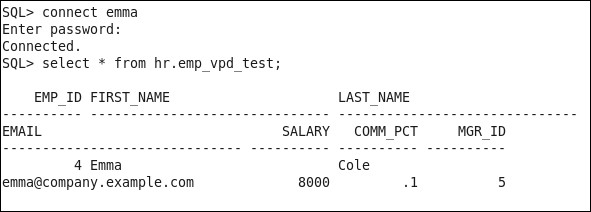 SQL> connect emma
Enter password:
Connected.
SQL> select * from hr.emp_vpd_test;
    EMP_ID FIRST_NAME                     LAST_NAME
---------- ------------------------------ ------------------------------
EMAIL                              SALARY   COMM_PCT     MGR_ID
------------------------------ ---------- ---------- ----------
         4 Emma                           Cole
emma@company.example.com             8000         .1          5